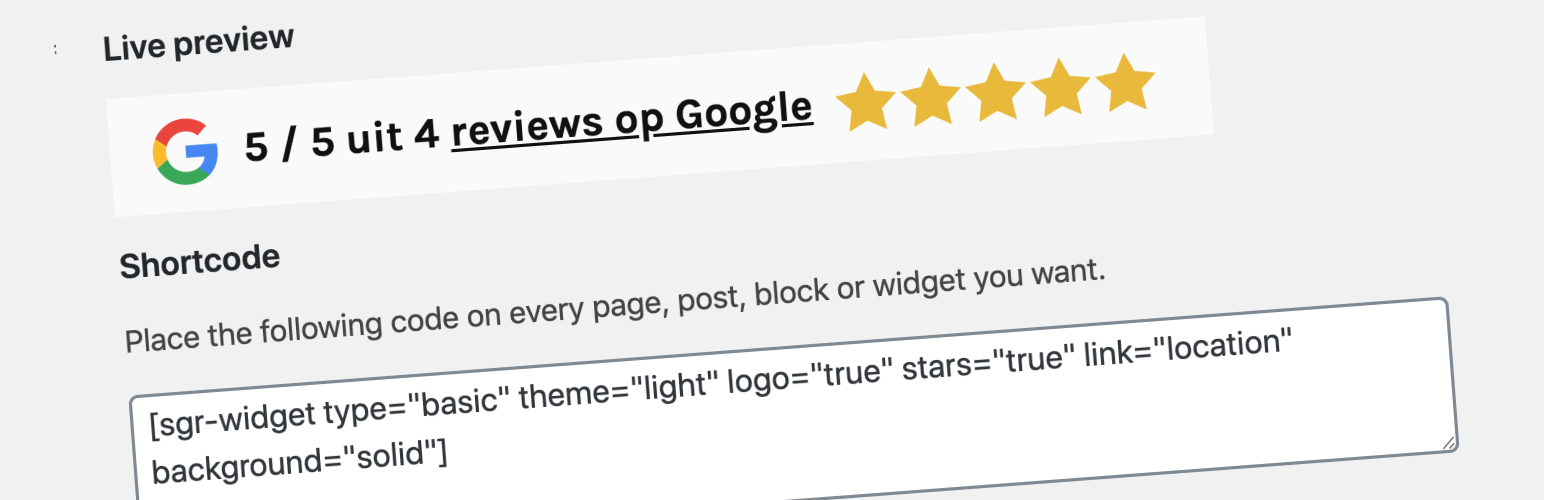 Live preview
5 / 5 uit 4 reviews op Google
Shortcode
Place the following code on every page, post, block or widget you want.
[sgr-widget type="basic" theme="light" logo="true" stars="true" link="location"
background="solid"]